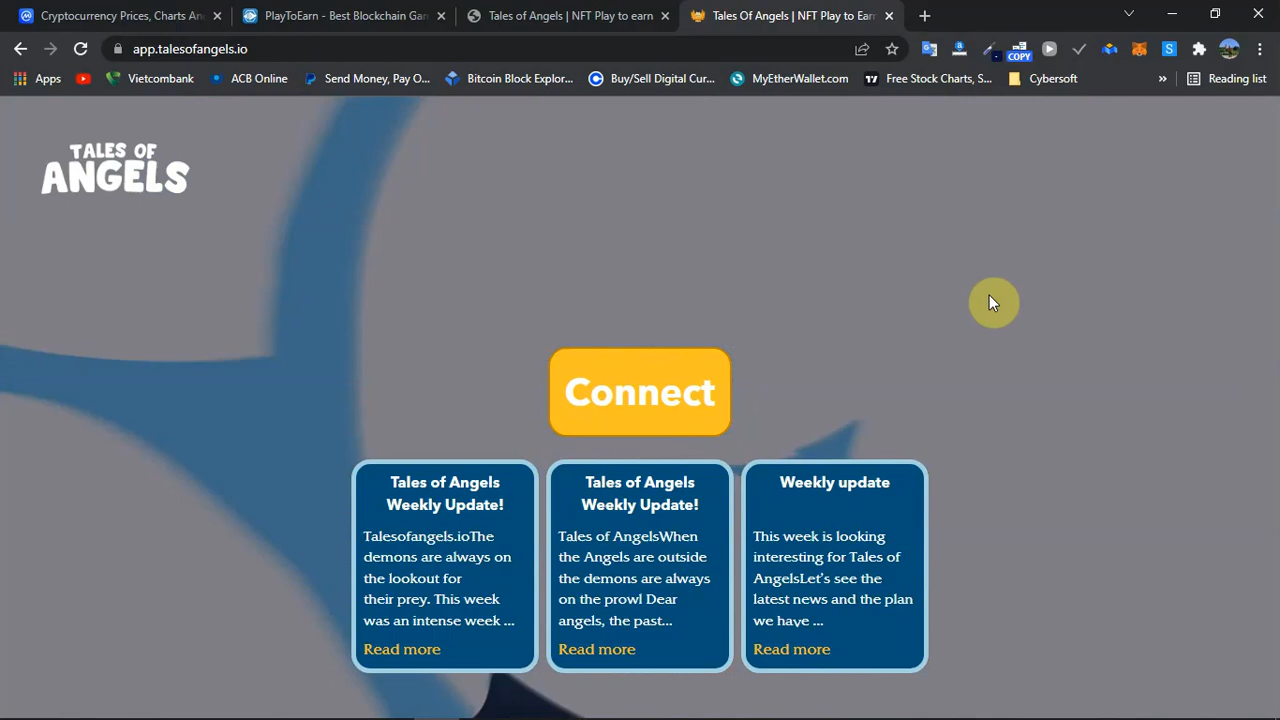 Cryptocurrency Prices, Charts An
PlayToEarn - Best Blockchain Gam
Tales of Angels | NFT Play to earn
Tales Of Angels | NFT Play to Earn
app.talesofangels.io
COPY
Apps
Vietcombank
ACB Online
Send Money, Pay O...
Bitcoin Block Explor...
Buy/Sell Digital Cur...
MyEtherWallet.com
Free Stock Charts, S...
Cybersoft
»
Reading list
TALES OF
ANGELS
Connect
Tales of Angels
Weekly Update!
Talesofangels.ioThe
demons are always on
the lookout for
their prey. This week
was an intense week ...
Read more
Tales of Angels
Weekly Update!
Tales of AngelsWhen
the Angels are outside
the demons are always
on the prowl Dear
angels, the past...
Read more
Weekly update
This week is looking
interesting for Tales of
AngelsLet's see the
latest news and the plan
we have ...
Read more